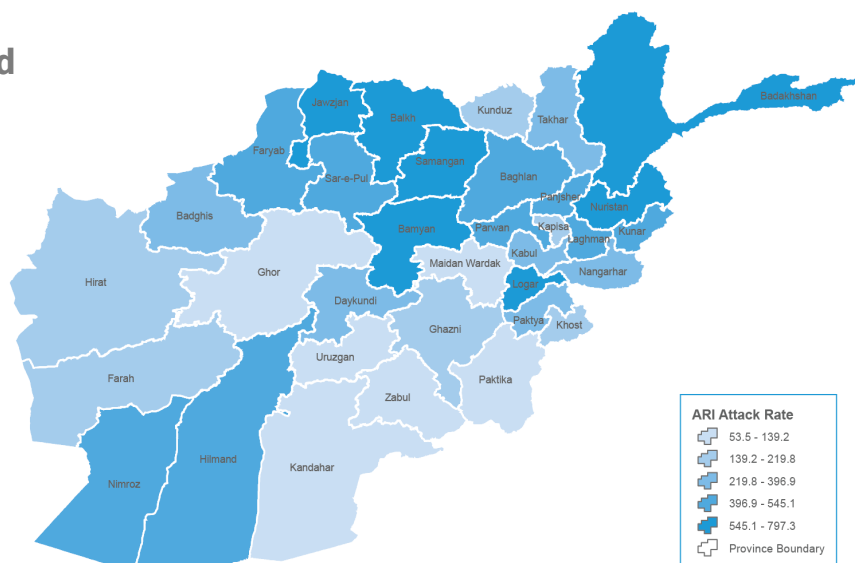 d
Jawzjan
Balkh
Kunduz
Takhar
Badakhshan
Faryab
Samangan
Sar-e-Pul
Baghlan
Panjsher
Nuristan
Badghis
Bamyan
Parwan
Kapisa
Laghman
Kunar
Kabul
Maidan Wardak
Hirat
Ghor
Nangarhar
Logar
Daykundi
Ghazni
Paktya
Khost
Uruzgan
Farah
Zabul
Paktika
Hilmand
Kandahar
Nimroz
ARI Attack Rate
53.5 - 139.2
139.2 - 219.8
219.8 - 396.9
396.9 - 545.1
545.1 - 797.3
Province Boundary